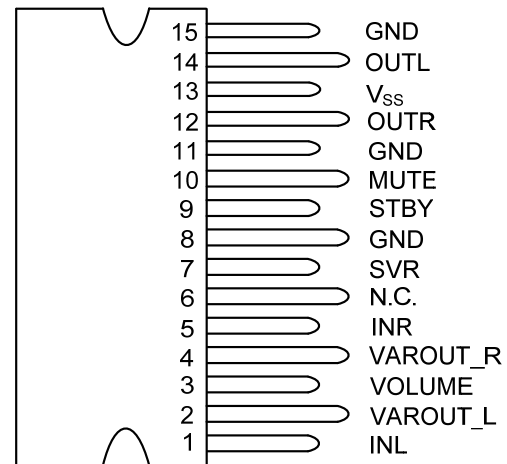 15 GND
14 OUTL
13 VSS
12 OUTR
11 GND
10 MUTE
9 STBY
8 GND
7 SVR
6 N.C.
5 INR
4 VAROUT_R
3 VOLUME
2 VAROUT_L
1 INL